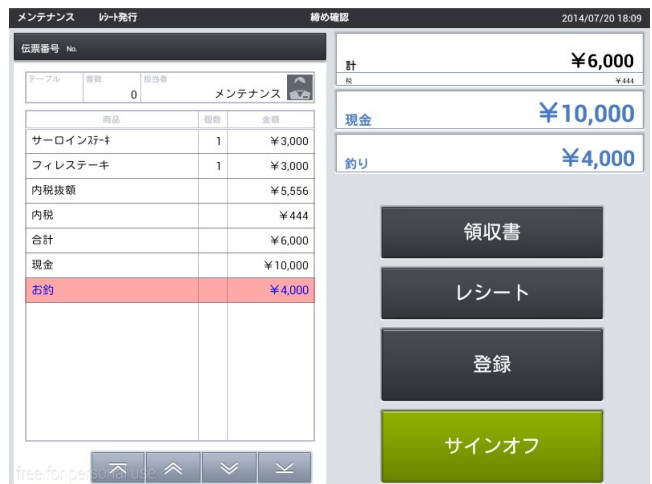 メンテナンス ﾚｼｰﾄ発行 締め確認 2014/07/20 18:09
伝票番号 No.
テーブル 客数 担当者
0 メンテナンス
商品 個数 金額
サーロインｽﾃｰｷ 1 ¥3,000
フィレステーキ 1 ¥3,000
内税抜額 ¥5,556
内税 ¥444
合計 ¥6,000
現金 ¥10,000
お釣 ¥4,000
計 ¥6,000
税 ¥444
現金 ¥10,000
釣り ¥4,000
領収書
レシート
登録
サインオフ
free for personal use